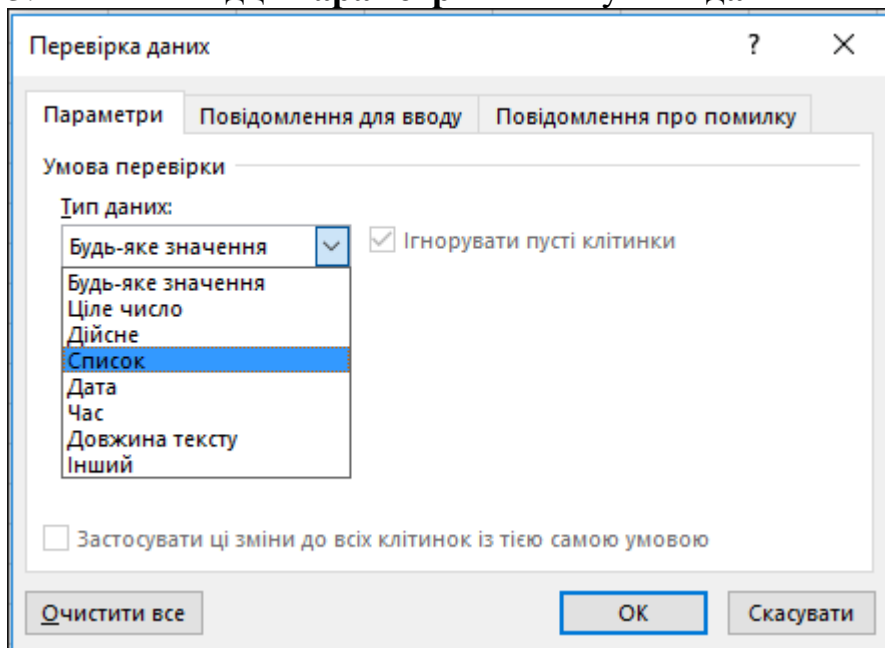 Перевірка даних ? ×
Параметри Повідомлення для вводу Повідомлення про помилку
Умова перевірки
Тип даних:
Будь-яке значення Ігнорувати пусті клітинки
Будь-яке значення
Ціле число
Дійсне
Список
Дата
Час
Довжина тексту
Інший
Застосувати ці зміни до всіх клітинок із тією самою умовою
Очистити все ОК Скасувати